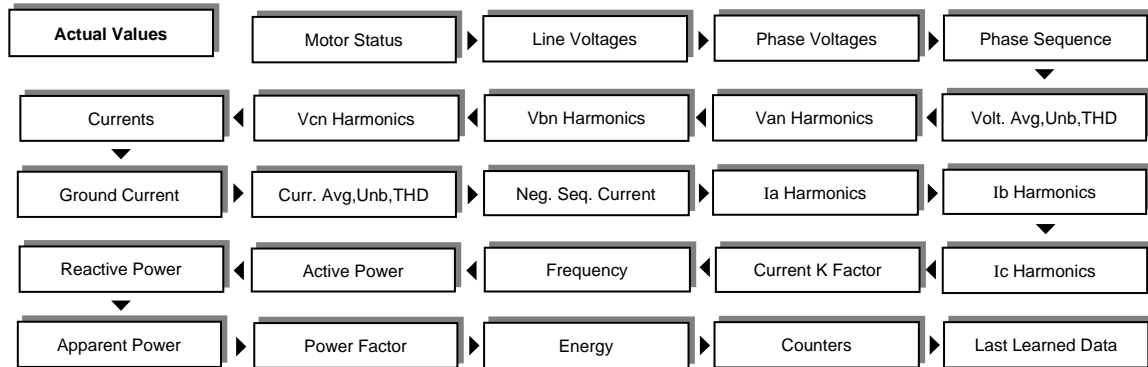 Actual Values
Motor Status
Line Voltages
Phase Voltages
Phase Sequence
Currents
Vcn Harmonics
Vbn Harmonics
Van Harmonics
Volt. Avg,Unb,THD
Ground Current
Curr. Avg,Unb,THD
Neg. Seq. Current
Ia Harmonics
Ib Harmonics
Reactive Power
Active Power
Frequency
Current K Factor
Ic Harmonics
Apparent Power
Power Factor
Energy
Counters
Last Learned Data